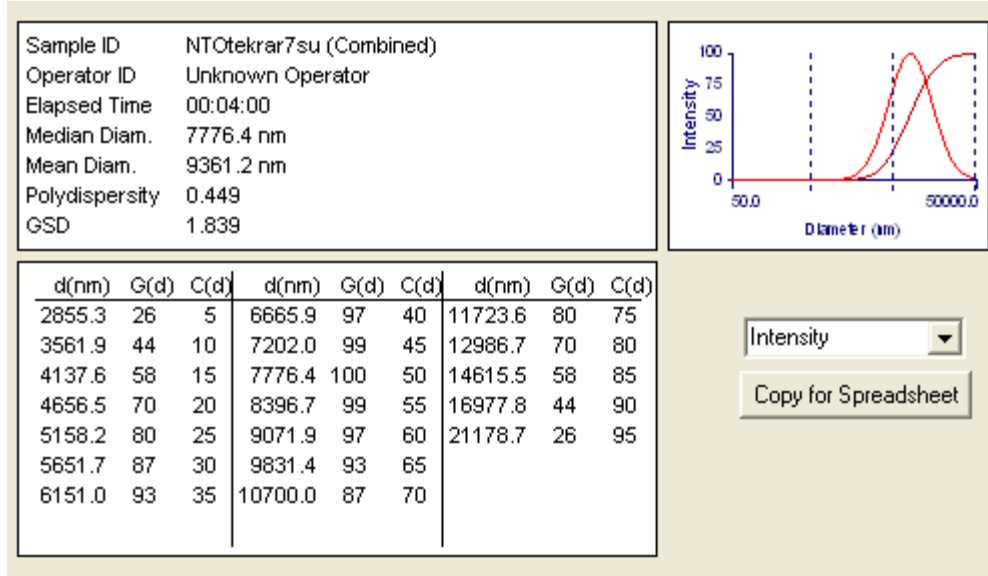 Sample ID NTOtekrar7su (Combined)
Operator ID Unknown Operator
Elapsed Time 00:04:00
Median Diam. 7776.4 nm
Mean Diam. 9361.2 nm
Polydispersity 0.449
GSD 1.839
100
75
50
25
0
Intensity
50.0 50000.0
Diameter (nm)
d(nm) G(d) C(d) d(nm) G(d) C(d) d(nm) G(d) C(d)
2855.3 26 5 6665.9 97 40 11723.6 80 75
3561.9 44 10 7202.0 99 45 12986.7 70 80
4137.6 58 15 7776.4 100 50 14615.5 58 85
4656.5 70 20 8396.7 99 55 16977.8 44 90
5158.2 80 25 9071.9 97 60 21178.7 26 95
5651.7 87 30 9831.4 93 65
6151.0 93 35 10700.0 87 70
Intensity
Copy for Spreadsheet